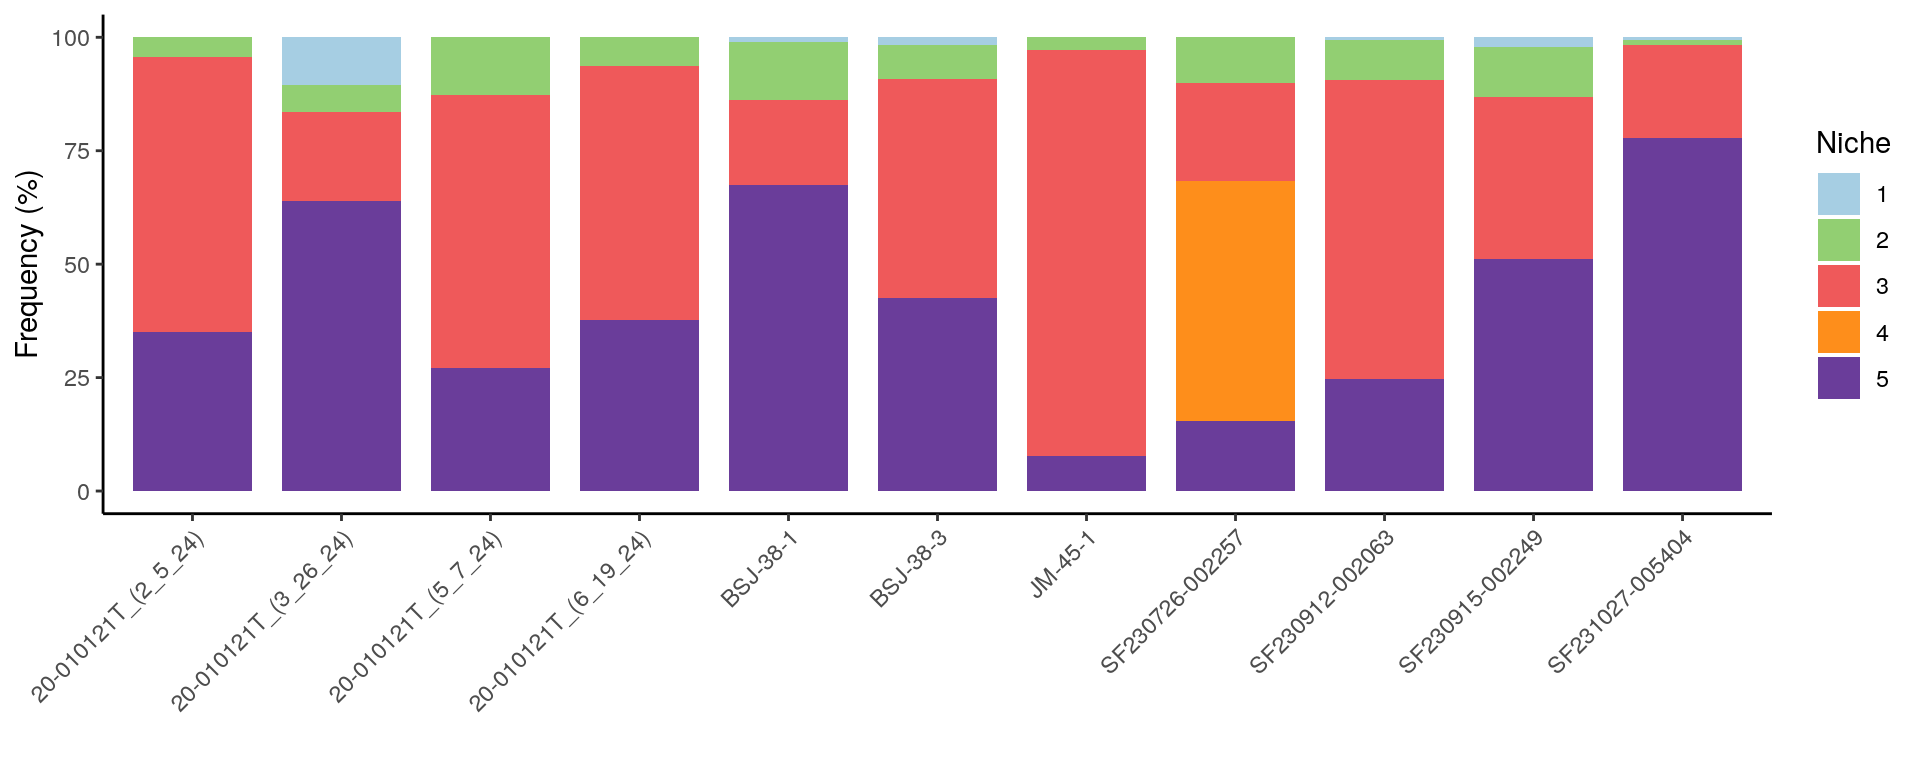 Frequency (%)
100
75
50
25
0
20-010121T_(2_5_24)
20-010121T_(3_26_24)
20-010121T_(5_7_24)
20-010121T_(6_19_24)
BSJ-38-1
BSJ-38-3
JM-45-1
SF230726-002257
SF230912-002063
SF230915-002249
SF231027-005404
Niche
1
2
3
4
5